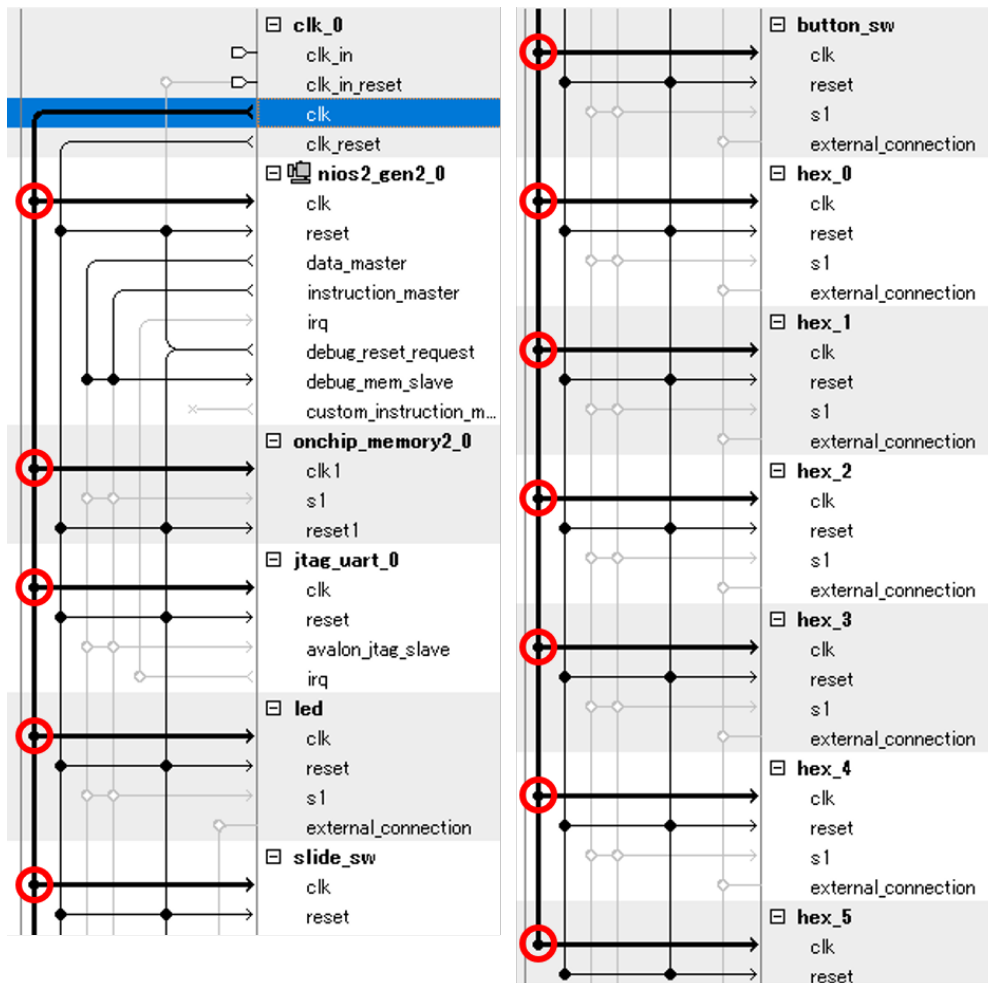 clk_0
clk_in
clk_in_reset
clk
clk_reset
nios2_gen2_0
clk
reset
data_master
instruction_master
irq
debug_reset_request
debug_mem_slave
custom_instruction_m...
onchip_memory2_0
clk1
s1
reset1
jtag_uart_0
clk
reset
avalon_jtag_slave
irq
led
clk
reset
s1
external_connection
slide_sw
clk
reset
button_sw
clk
reset
s1
external_connection
hex_0
clk
reset
s1
external_connection
hex_1
clk
reset
s1
external_connection
hex_2
clk
reset
s1
external_connection
hex_3
clk
reset
s1
external_connection
hex_4
clk
reset
s1
external_connection
hex_5
clk
reset